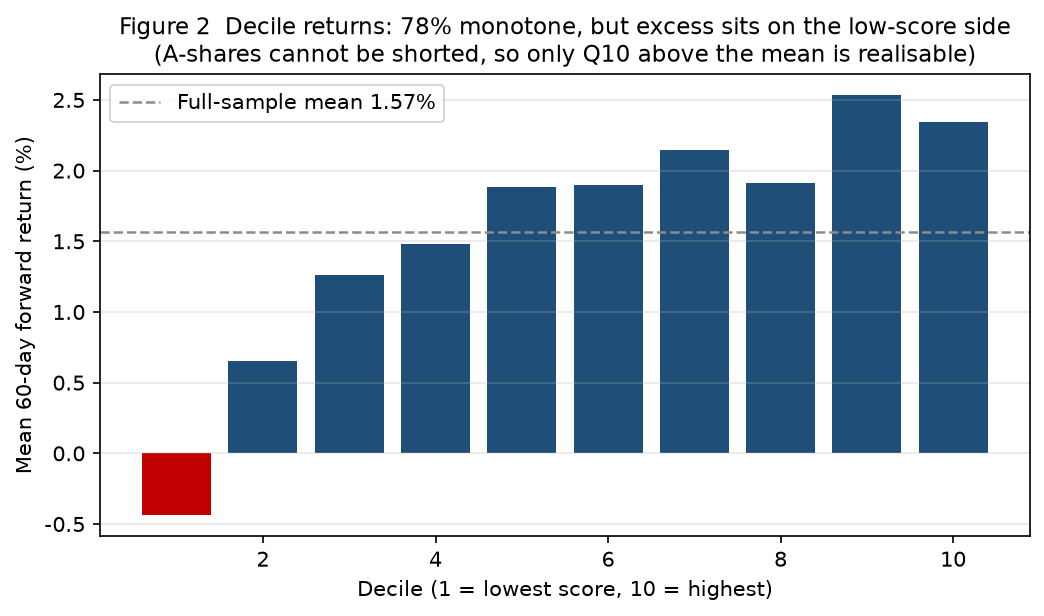 Figure 2  Decile returns: 78% monotone, but excess sits on the low-score side
(A-shares cannot be shorted, so only Q10 above the mean is realisable)
Full-sample mean 1.57%
Mean 60-day forward return (%)
2.5
2.0
1.5
1.0
0.5
0.0
-0.5
2 4 6 8 10
Decile (1 = lowest score, 10 = highest)